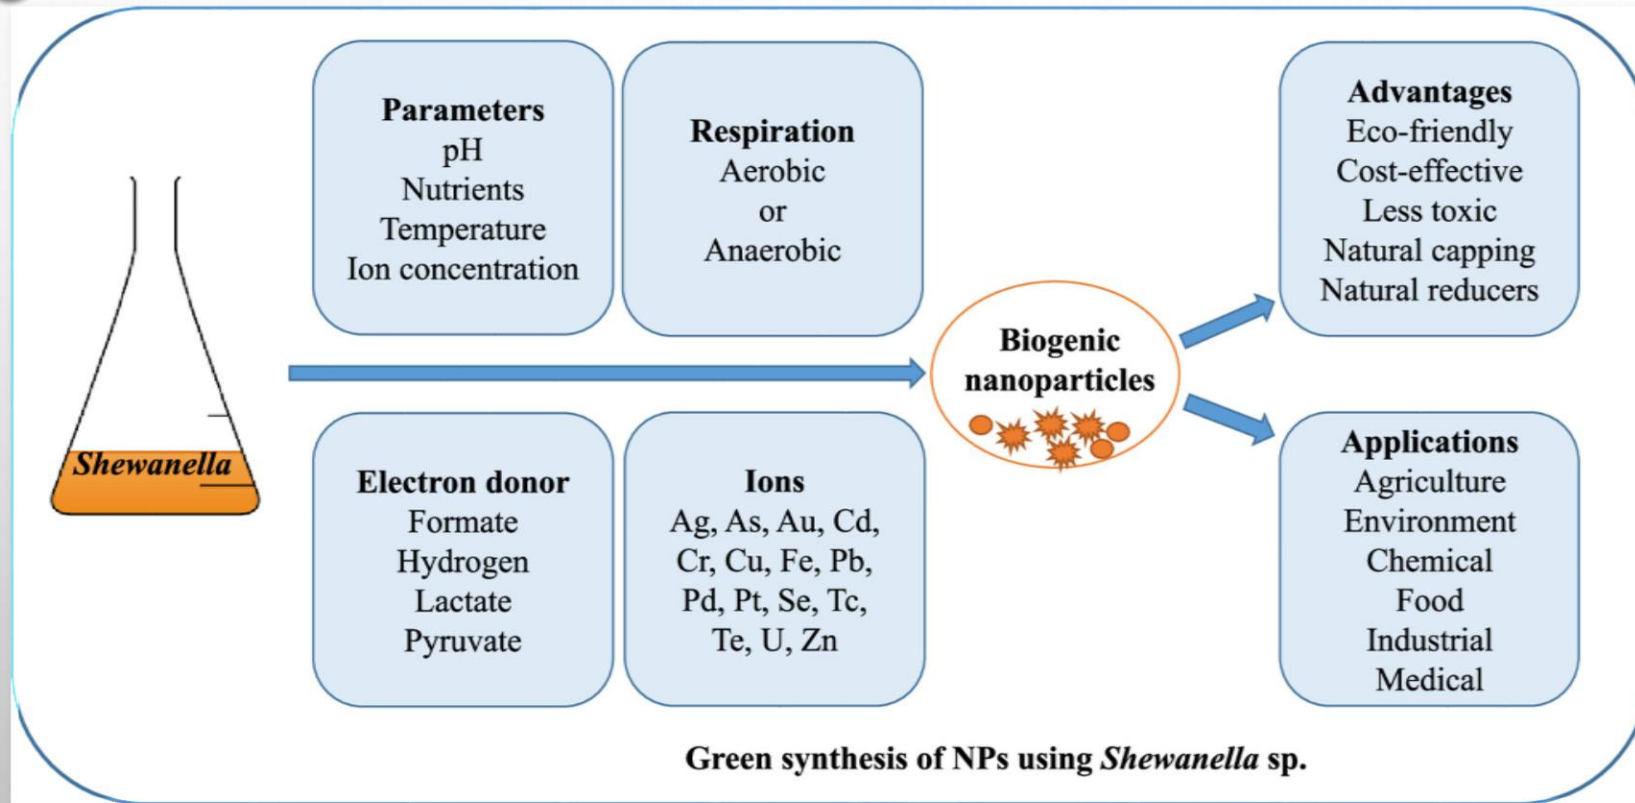 Shewanella
Parameters
pH
Nutrients
Temperature
Ion concentration
Respiration
Aerobic
or
Anaerobic
Electron donor
Formate
Hydrogen
Lactate
Pyruvate
Ions
Ag, As, Au, Cd,
Cr, Cu, Fe, Pb,
Pd, Pt, Se, Tc,
Te, U, Zn
Biogenic
nanoparticles
Advantages
Eco-friendly
Cost-effective
Less toxic
Natural capping
Natural reducers
Applications
Agriculture
Environment
Chemical
Food
Industrial
Medical
Green synthesis of NPs using Shewanella sp.